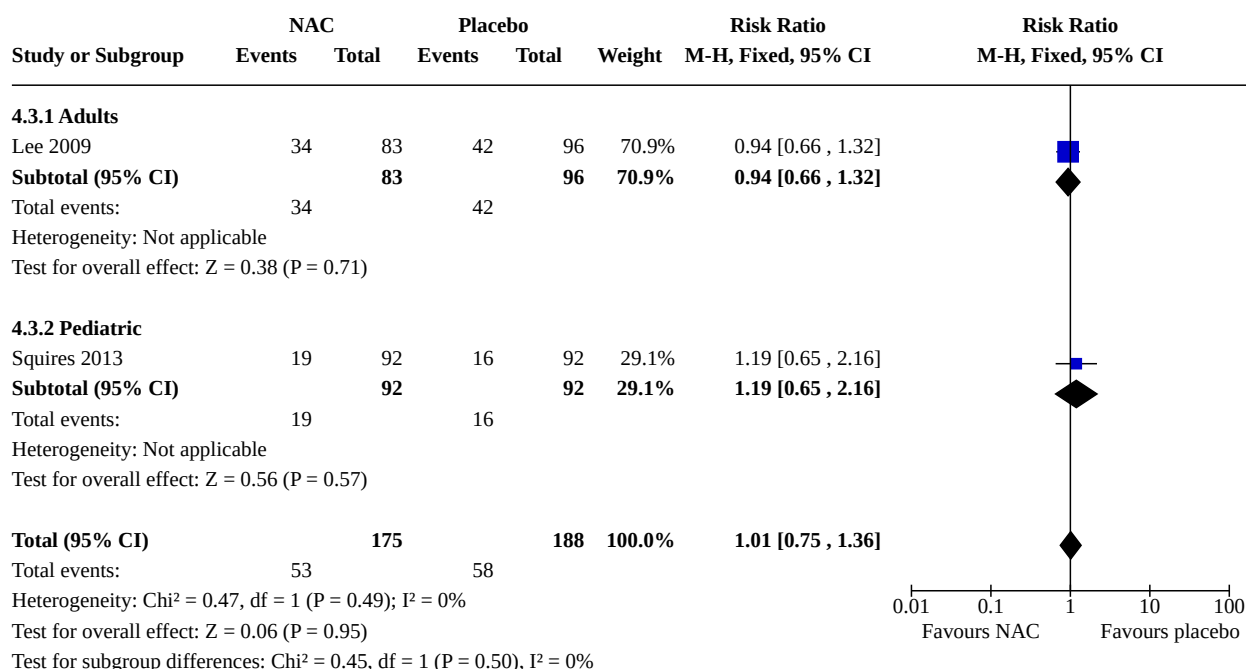 NAC Placebo Risk Ratio Risk Ratio
Study or Subgroup Events Total Events Total Weight M-H, Fixed, 95% CI M-H, Fixed, 95% CI
4.3.1 Adults
Lee 2009 34 83 42 96 70.9% 0.94 [0.66 , 1.32]
Subtotal (95% CI) 83 96 70.9% 0.94 [0.66 , 1.32]
Total events: 34 42
Heterogeneity: Not applicable
Test for overall effect: Z = 0.38 (P = 0.71)
4.3.2 Pediatric
Squires 2013 19 92 16 92 29.1% 1.19 [0.65 , 2.16]
Subtotal (95% CI) 92 92 29.1% 1.19 [0.65 , 2.16]
Total events: 19 16
Heterogeneity: Not applicable
Test for overall effect: Z = 0.56 (P = 0.57)
Total (95% CI) 175 188 100.0% 1.01 [0.75 , 1.36]
Total events: 53 58
Heterogeneity: Chi² = 0.47, df = 1 (P = 0.49); I² = 0%
0.01 0.1 1 10 100
Test for overall effect: Z = 0.06 (P = 0.95)
Favours NAC Favours placebo
Test for subgroup differences: Chi² = 0.45, df = 1 (P = 0.50), I² = 0%